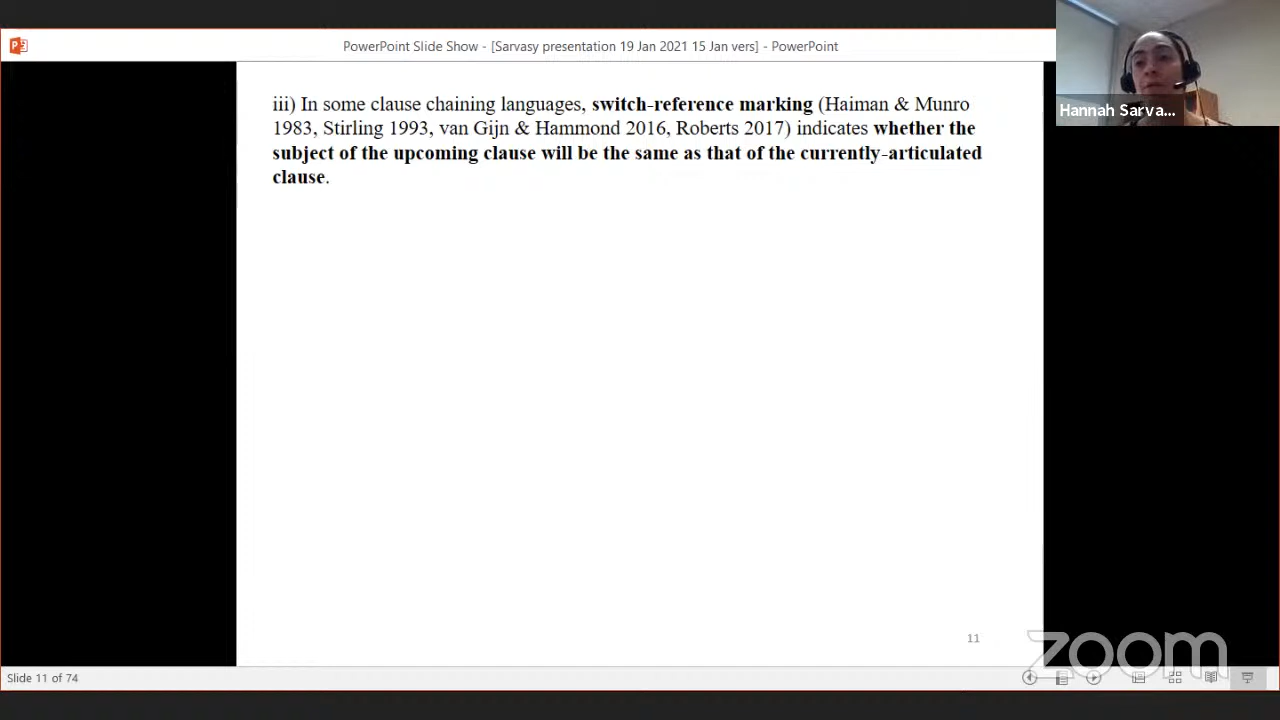 PowerPoint Slide Show - [Sarvasy presentation 19 Jan 2021 15 Jan vers] - PowerPoint
Hannah Sarva...
iii) In some clause chaining languages, switch-reference marking (Haiman & Munro
1983, Stirling 1993, van Gijn & Hammond 2016, Roberts 2017) indicates whether the
subject of the upcoming clause will be the same as that of the currently-articulated
clause.
11
zoom
Slide 11 of 74